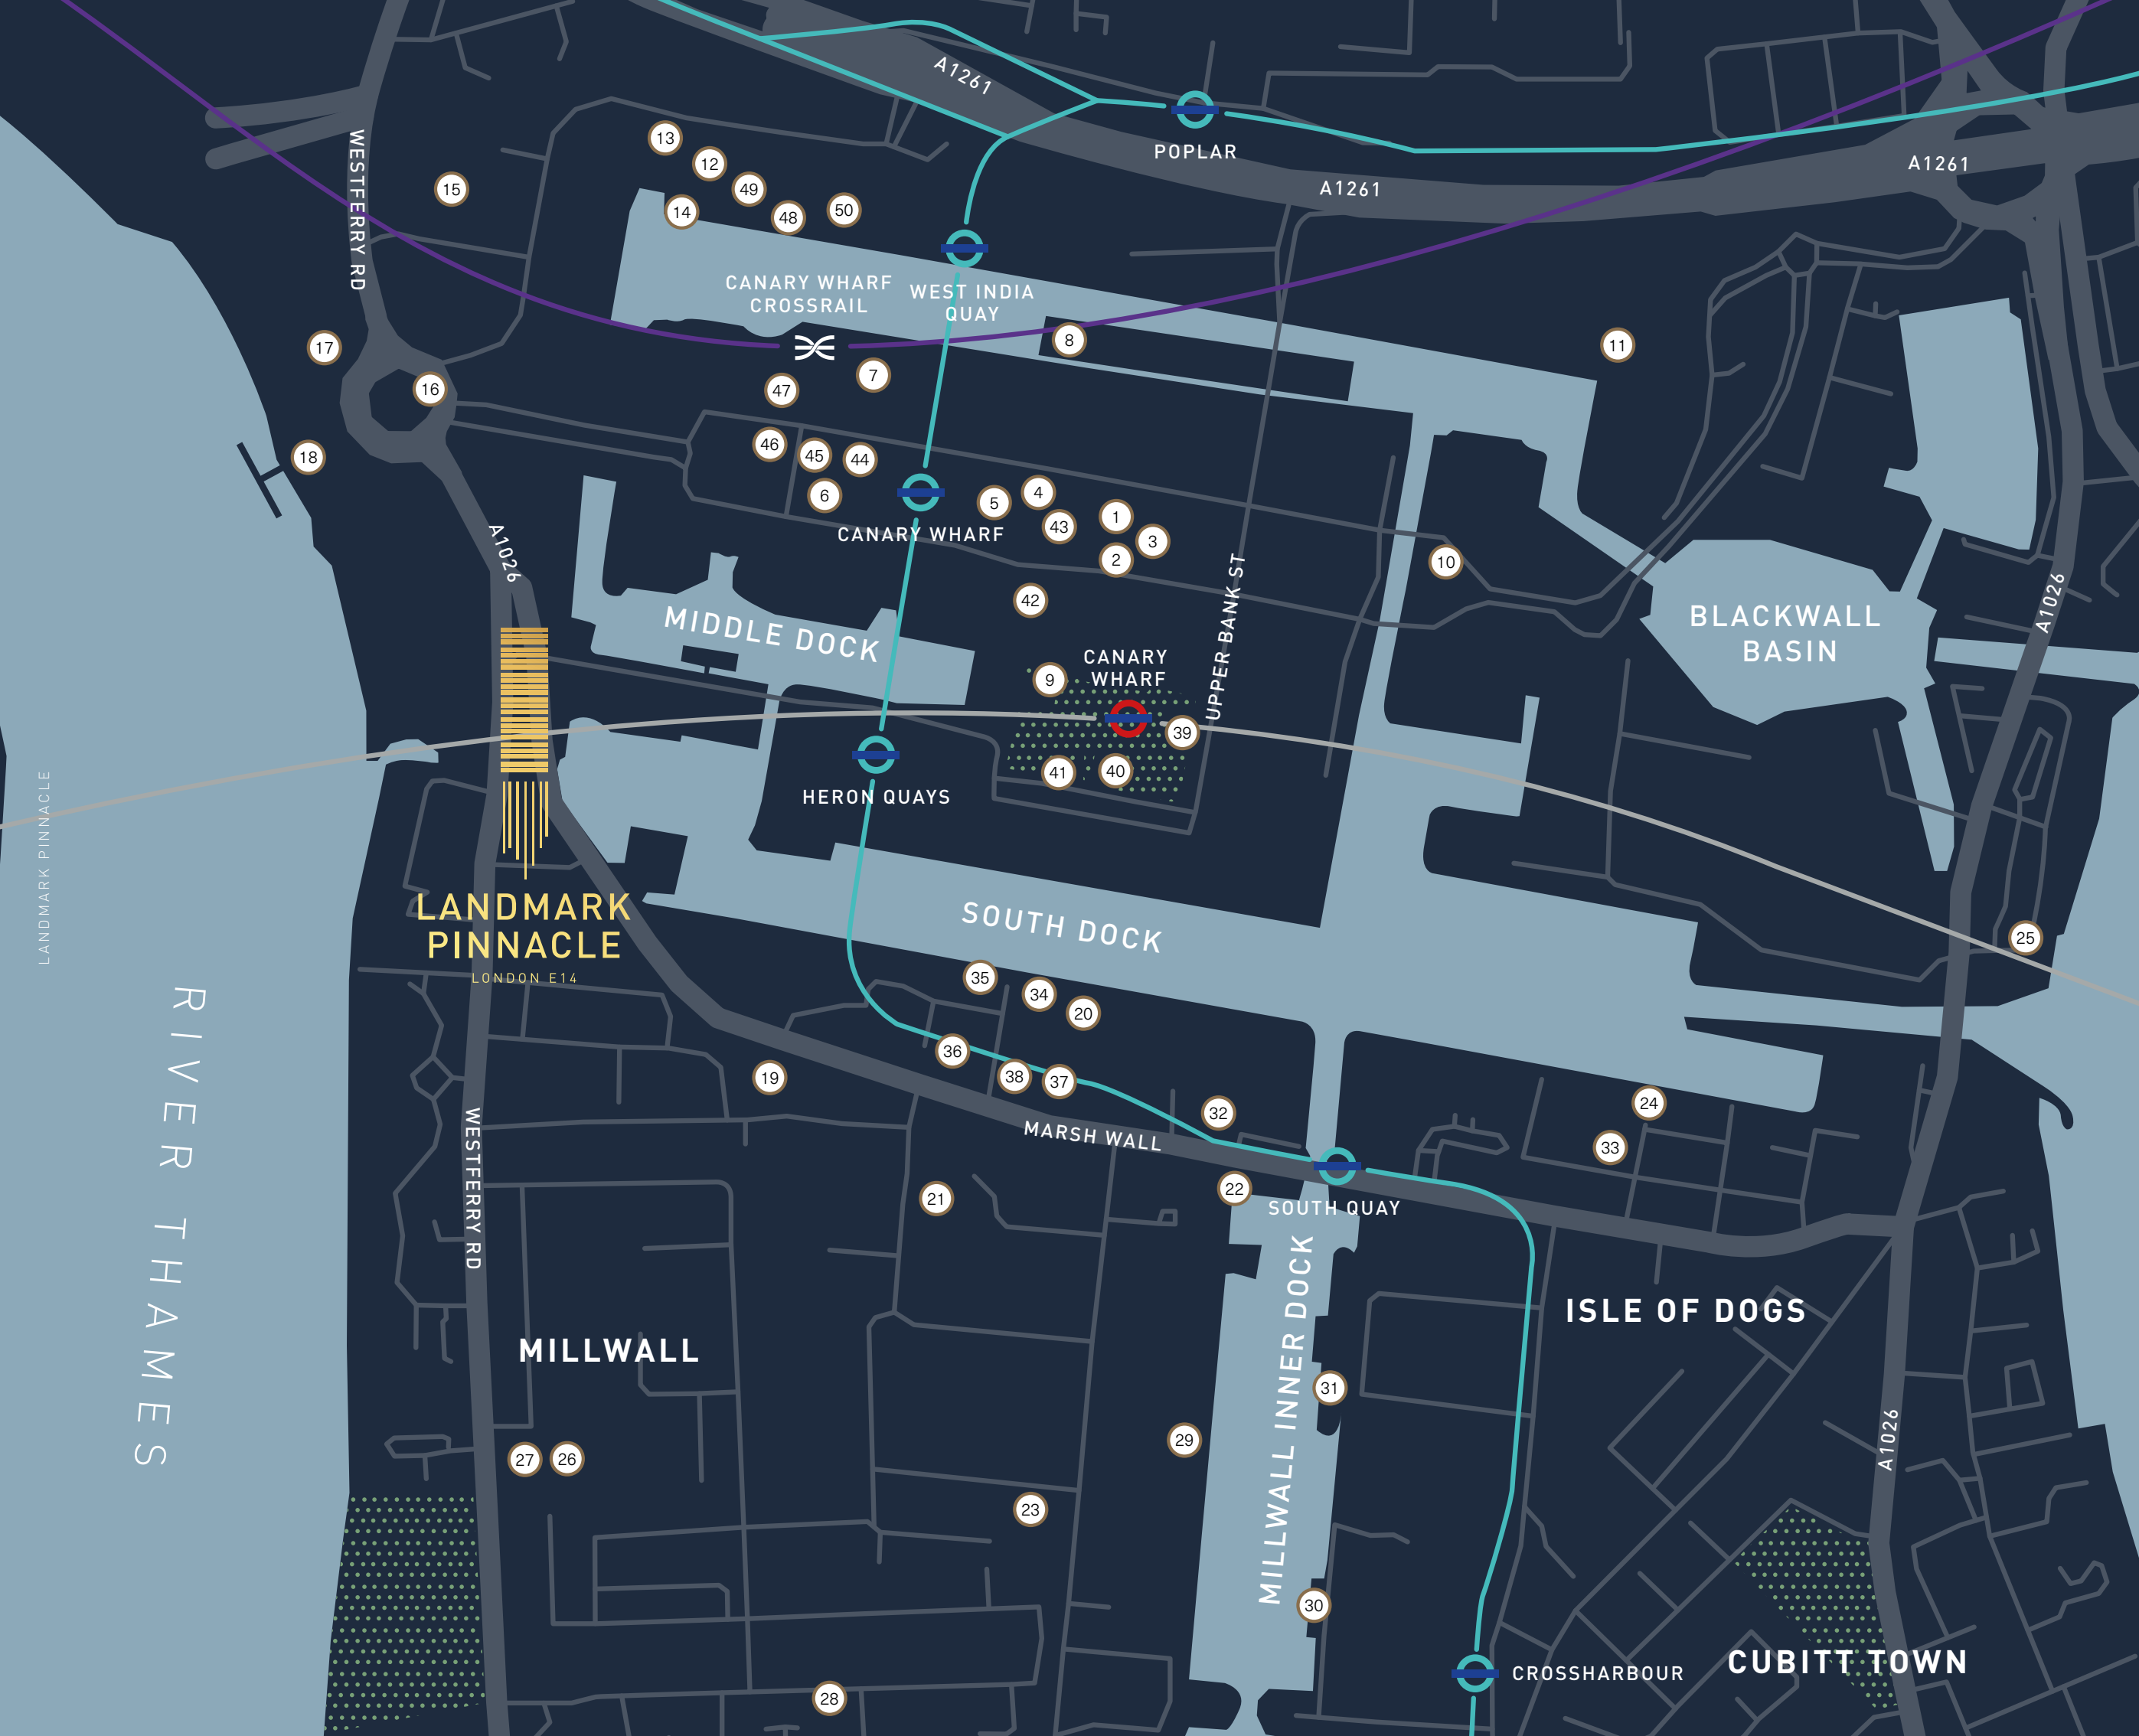 A1261
POPLAR
A1261
A1261
WESTFERRY RD
13
12
15
49
14
48
50
CANARY WHARF
CROSSRAIL
WEST INDIA
QUAY
17
8
11
7
16
47
46
45
44
18
6
5
4
1
43
3
CANARY WHARF
2
10
A1026
42
UPPER BANK ST
MIDDLE DOCK
BLACKWALL
BASIN
A1026
CANARY
WHARF
9
39
41
40
HERON QUAYS
LANDMARK PINNACLE
LANDMARK
PINNACLE
LONDON E14
SOUTH DOCK
25
35
34
20
RIVER THAMES
36
38
37
19
32
24
MARSH WALL
33
WESTFERRY RD
22
21
SOUTH QUAY
MILLWALL INNER DOCK
ISLE OF DOGS
MILLWALL
31
A1026
29
27
26
23
30
CROSSHARBOUR
CUBITT TOWN
28